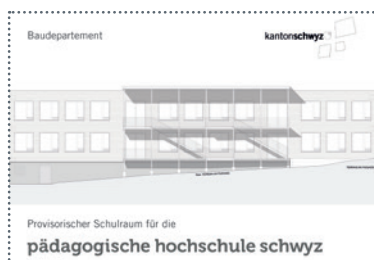 Baudepartement
kantonschwyz
Provisorischer Schulraum für die
pädagogische hochschule schwyz